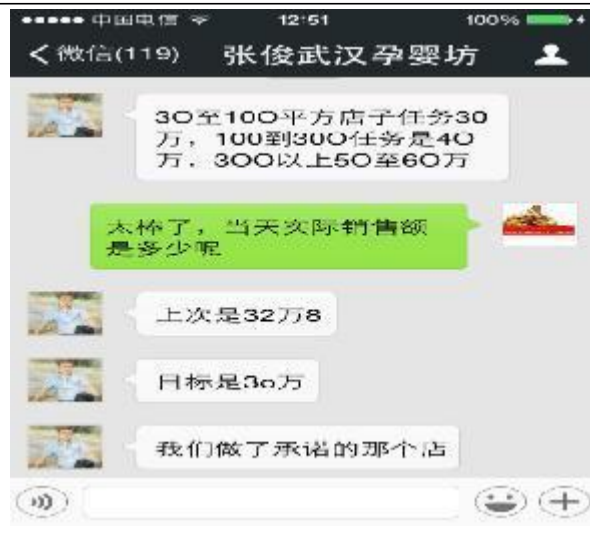 中国电信 12:51 100%
微信(119) 张俊武汉孕婴坊
30至100平方店子任务30
万，100到300任务是40
万，300以上50至60万
太棒了，当天实际销售额
是多少呢
上次是32万8
目标是3o万
我们做了承诺的那个店